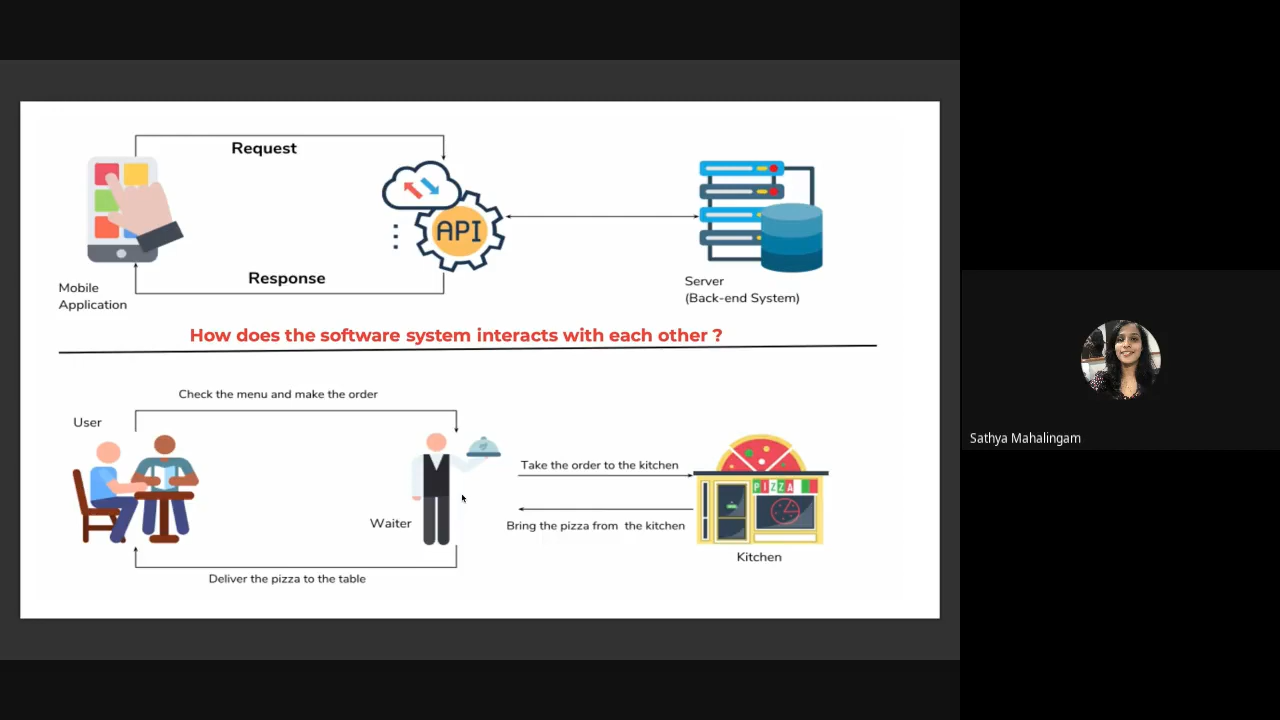 Request
API
Response
Mobile
Application
Server
(Back-end System)
How does the software system interacts with each other ?
Check the menu and make the order
User
Take the order to the kitchen
PIZZA
Waiter
Bring the pizza from the kitchen
Kitchen
Deliver the pizza to the table
Sathya Mahalingam